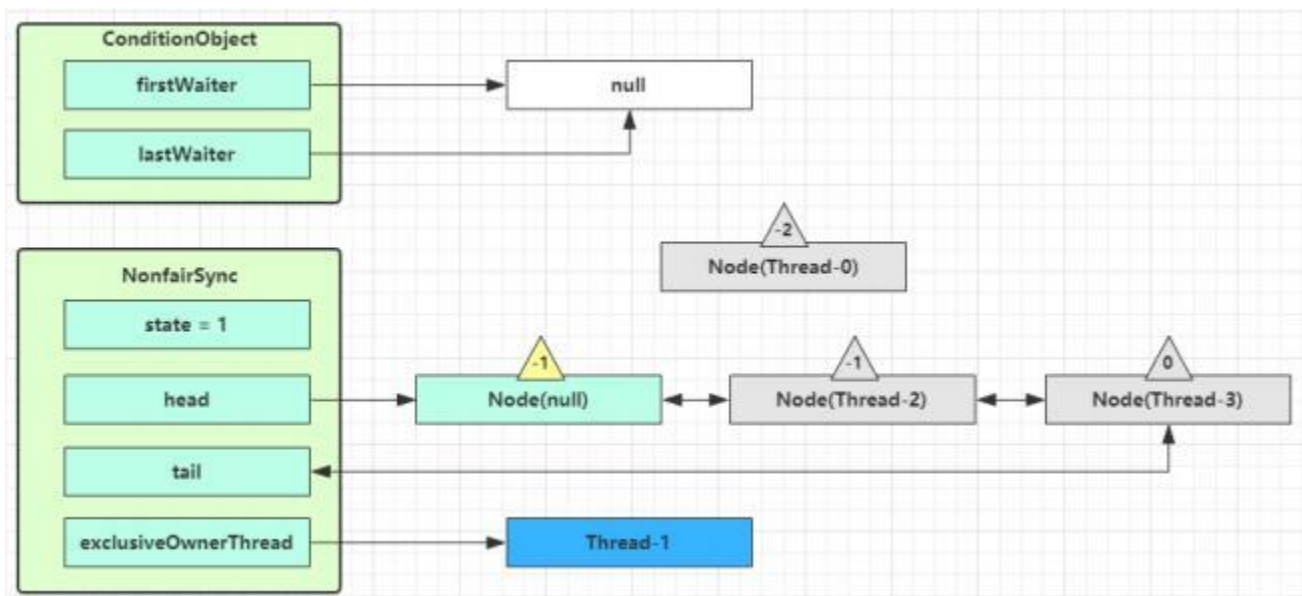 ConditionObject
firstWaiter
null
lastWaiter
-2
Node(Thread-0)
NonfairSync
state = 1
-1
-1
0
head
Node(null)
Node(Thread-2)
Node(Thread-3)
tail
exclusiveOwnerThread
Thread-1